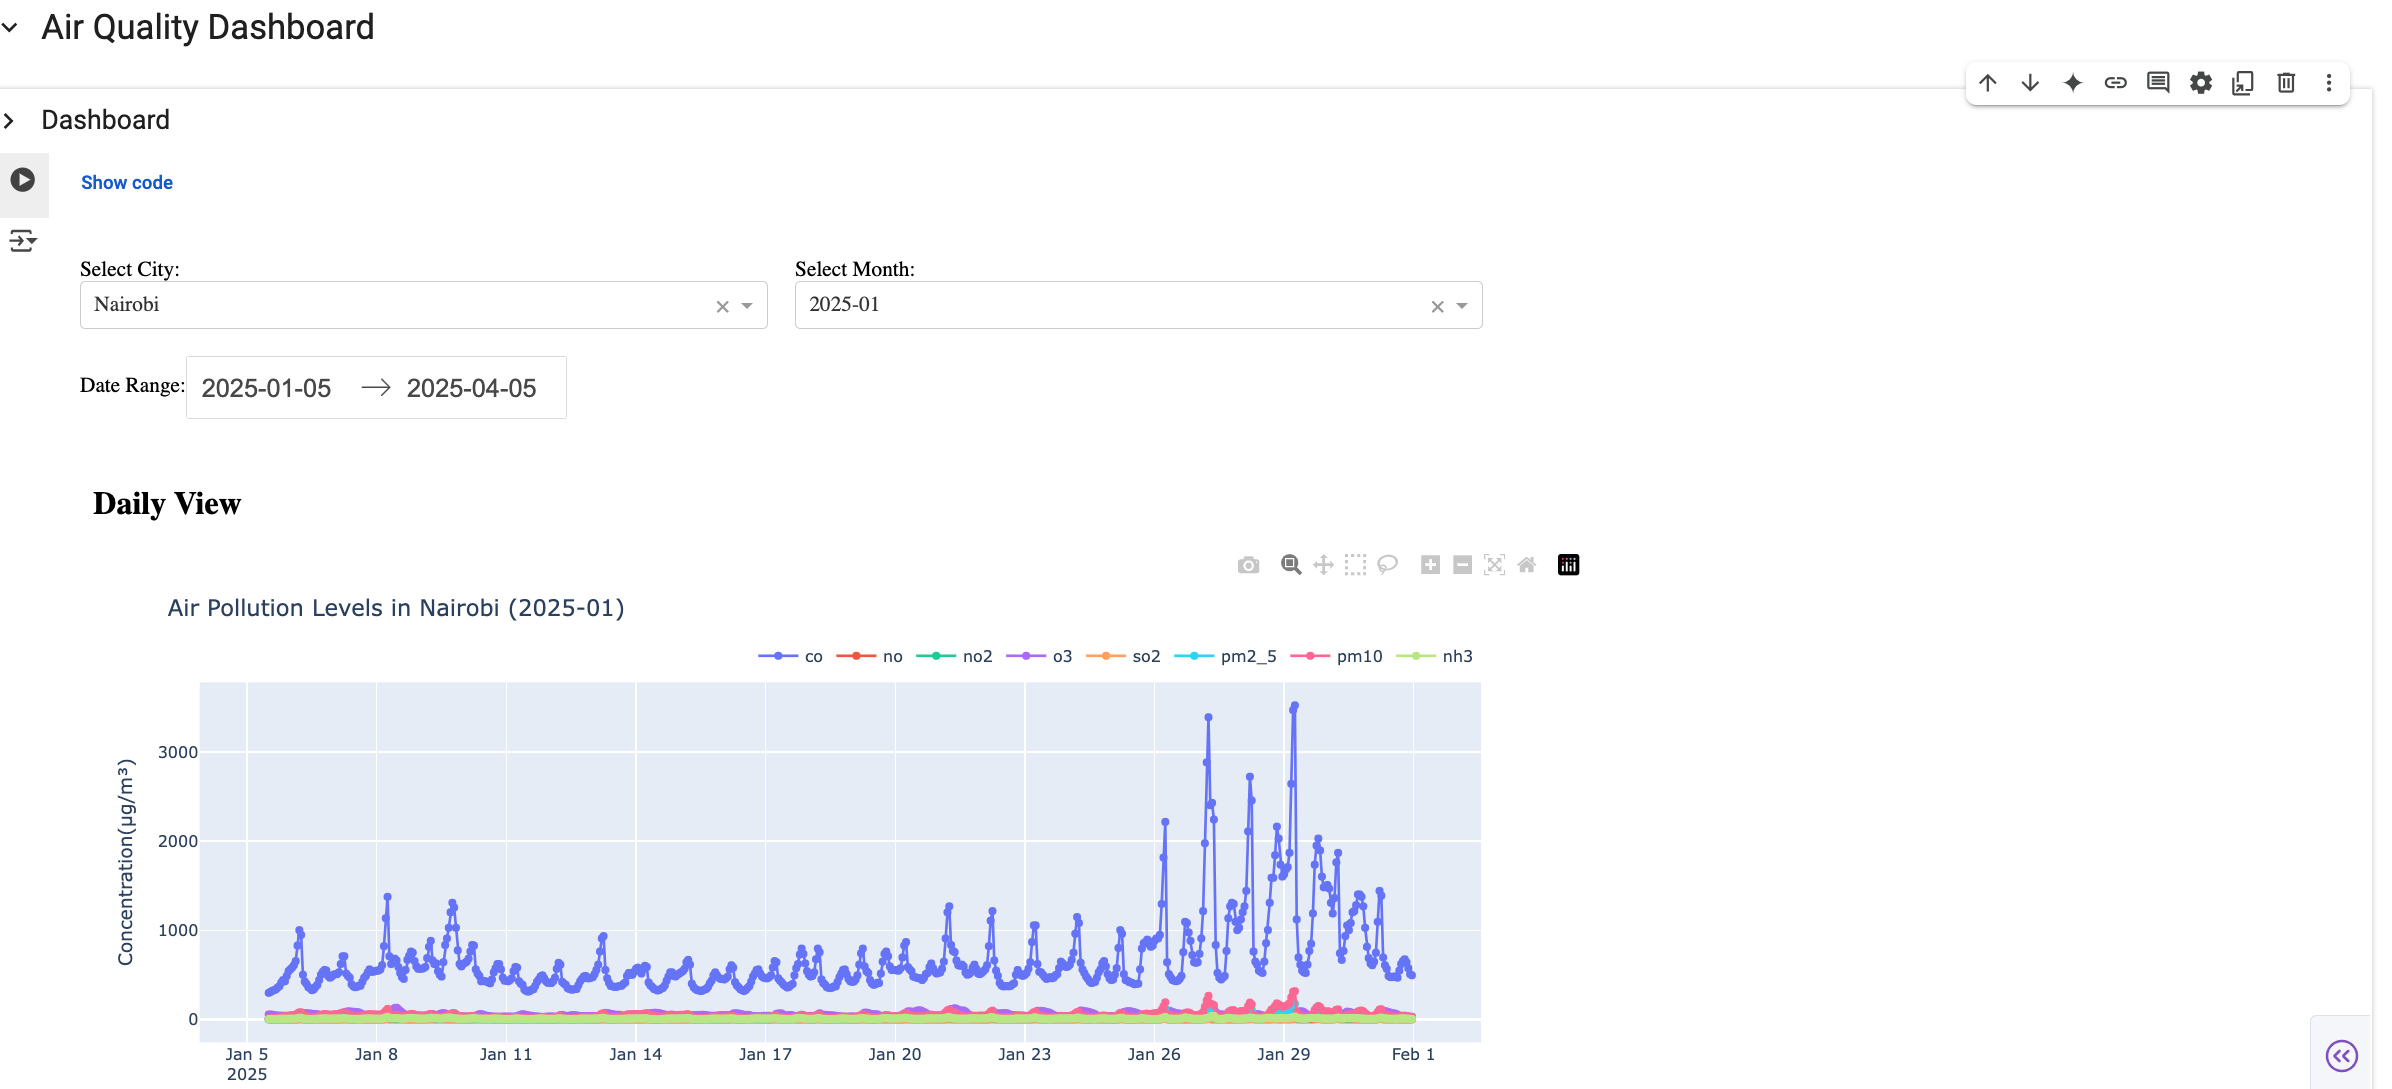 Air Quality Dashboard
Dashboard
Show code
Select City:
Select Month:
Nairobi
2025-01
Date Range:
2025-01-05 → 2025-04-05
Daily View
Air Pollution Levels in Nairobi (2025-01)
co no no2 o3 so2 pm2_5 pm10 nh3
Concentration(µg/m³)
3000
2000
1000
0
Jan 5 Jan 8 Jan 11 Jan 14 Jan 17 Jan 20 Jan 23 Jan 26 Jan 29 Feb 1
2025